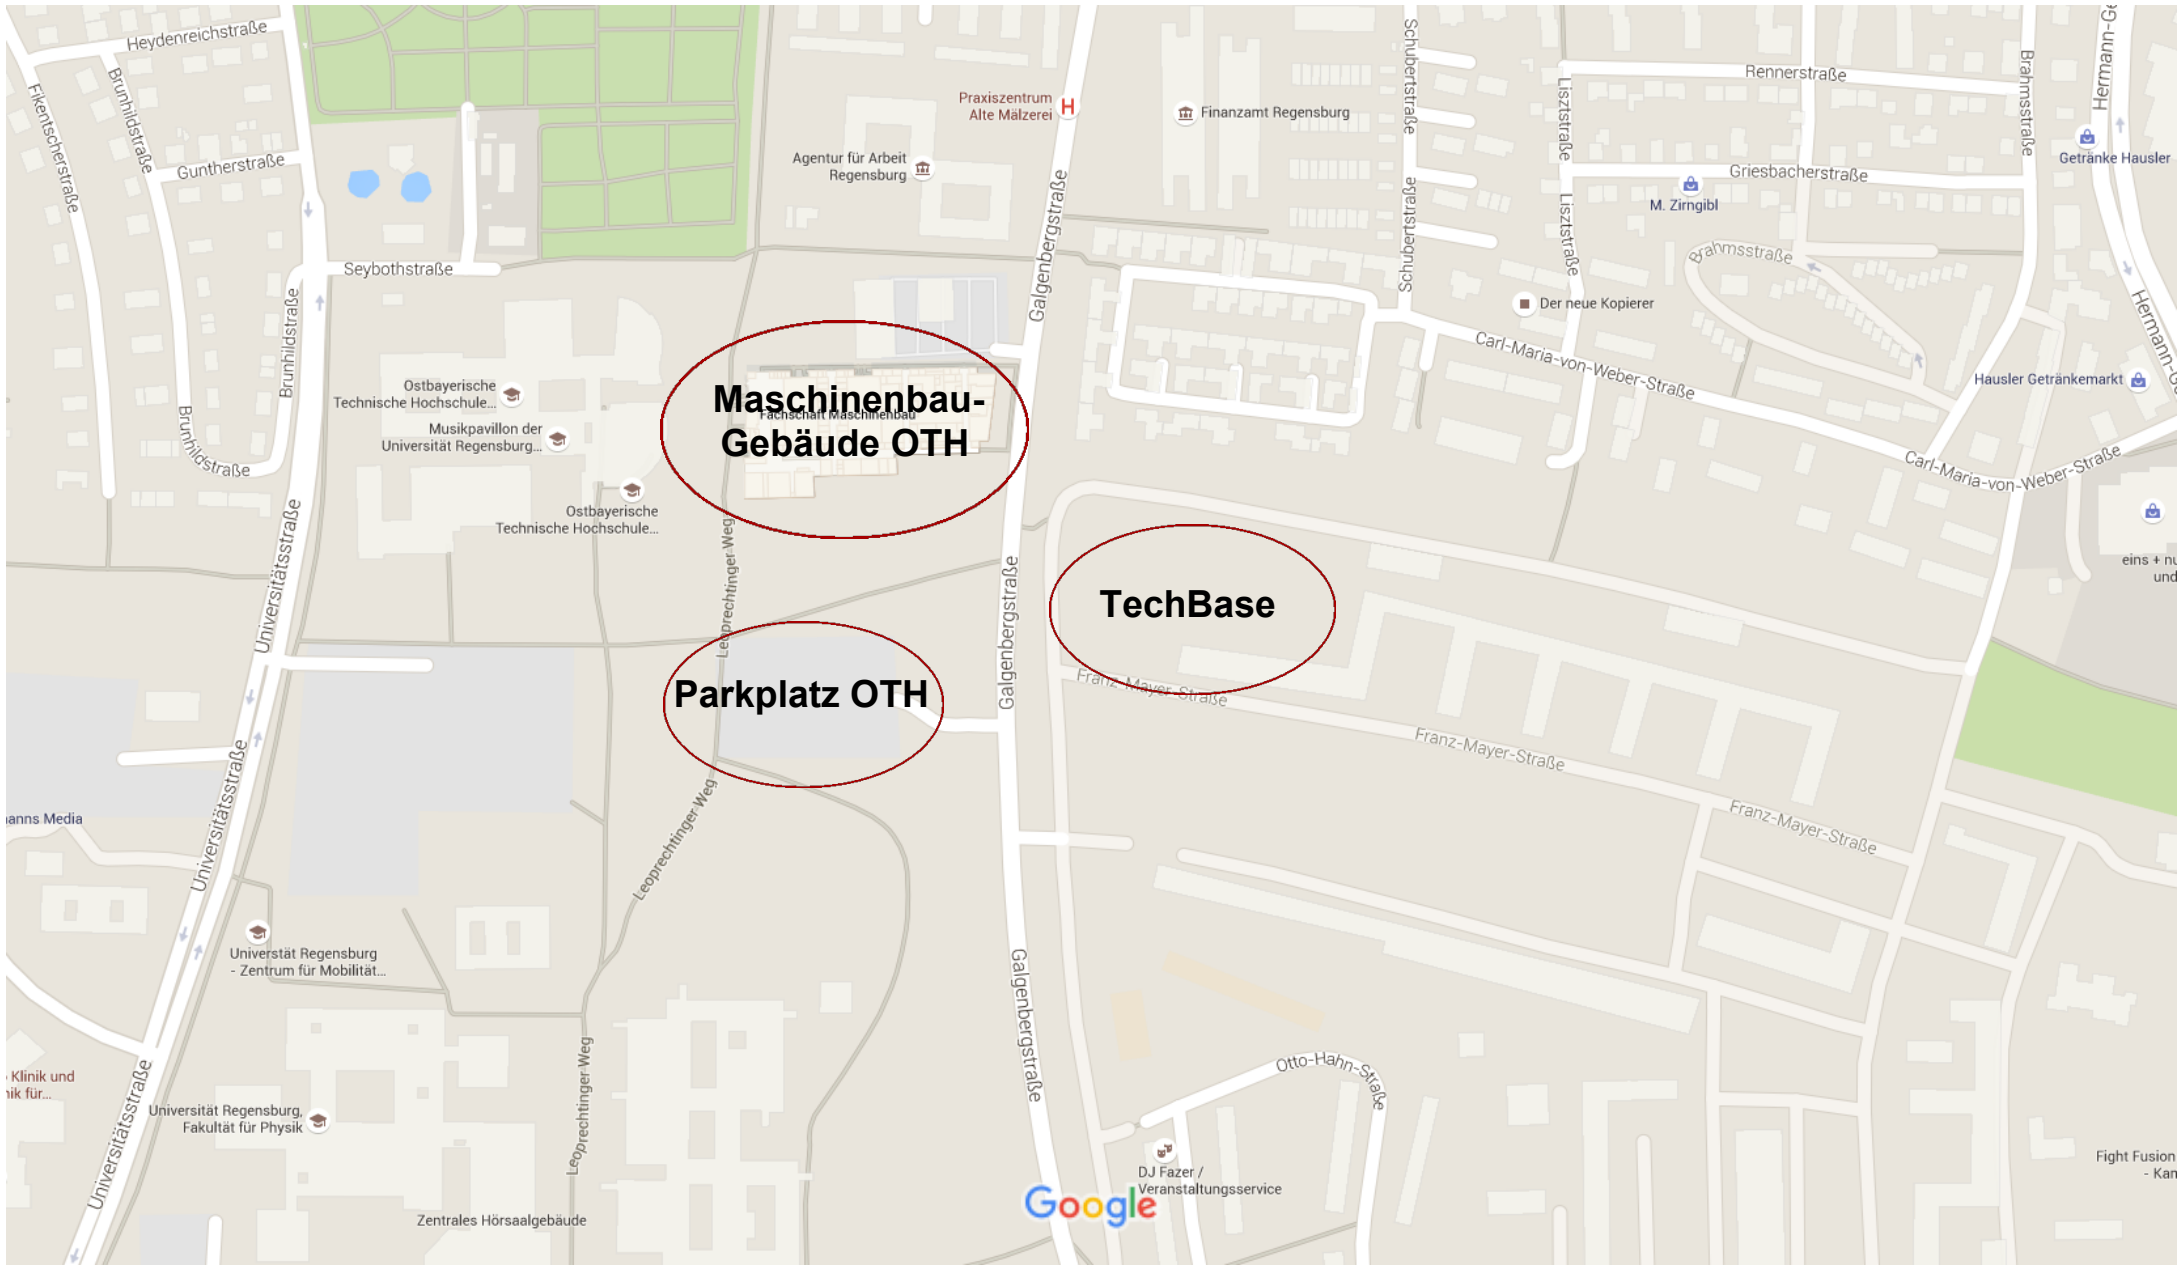 Heydenreichstraße
Fikentscherstraße
Brunhildstraße
Guntherstraße
Seybothstraße
Brunhildstraße
Brunhildstraße
Praxiszentrum
Alte Mälzerei
H
Finanzamt Regensburg
Agentur für Arbeit
Regensburg
Galgenbergstraße
Schubertstraße
Schubertstraße
Lisztstraße
Lisztstraße
Rennerstraße
Brahmsstraße
Getränke Hausler
Griesbacherstraße
M. Zirngibl
Brahmsstraße
Der neue Kopierer
Carl-Maria-von-Weber-Straße
Hausler Getränkemarkt
Carl-Maria-von-Weber-Straße
Ostbayerische
Technische Hochschule...
Musikpavillon der
Universität Regensburg...
Ostbayerische
Technische Hochschule...
Maschinenbau-
Fachschaft Maschinenbau
Gebäude OTH
Universitätsstraße
Leoprechtinger Weg
Galgenbergstraße
TechBase
Parkplatz OTH
Franz-Mayer-Straße
Franz-Mayer-Straße
Franz-Mayer-Straße
Universitätsstraße
Leoprechtinger Weg
Universtät Regensburg
- Zentrum für Mobilität...
Galgenbergstraße
Otto-Hahn-Straße
Klinik und
Universität Regensburg,
Fakultät für Physik
Universitätsstraße
Leoprechtinger Weg
DJ Fazer /
Veranstaltungsservice
Google
Zentrales Hörsaalgebäude
Fight Fusion